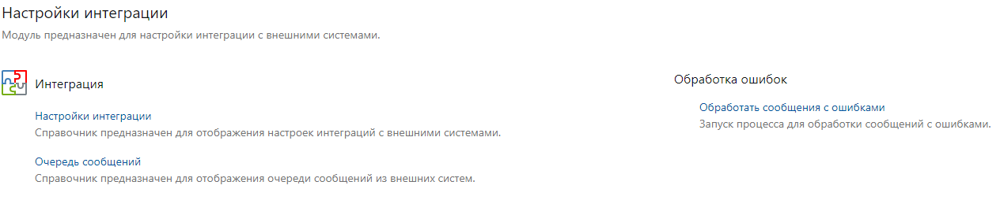 Настройки интеграции
Модуль предназначен для настройки интеграции с внешними системами.
Интеграция
Настройки интеграции
Справочник предназначен для отображения настроек интеграций с внешними системами.
Очередь сообщений
Справочник предназначен для отображения очереди сообщений из внешних систем.
Обработка ошибок
Обработать сообщения с ошибками
Запуск процесса для обработки сообщений с ошибками.